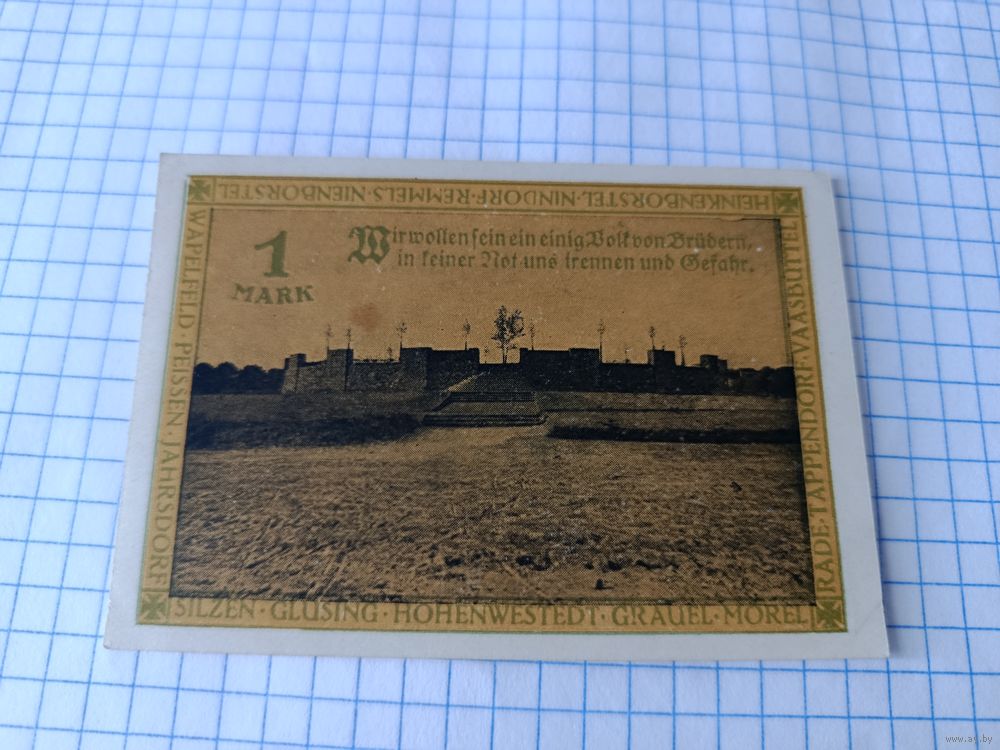 HEINKENBORSTEL·NINDORF·REMMELS·NIENBORSTEL
1
MARK
Wir wollen sein ein einig Volk von Brüdern,
in keiner Not uns trennen und Gefahr.
WAPELFELD·PEISSEN·JAHRSDORF
RADE·TAPPENDORF·VAASBÜTTEL
SILZEN·GLÜSING·HOHENWESTEDT·GRAUEL·MÖREL
www.ay.by